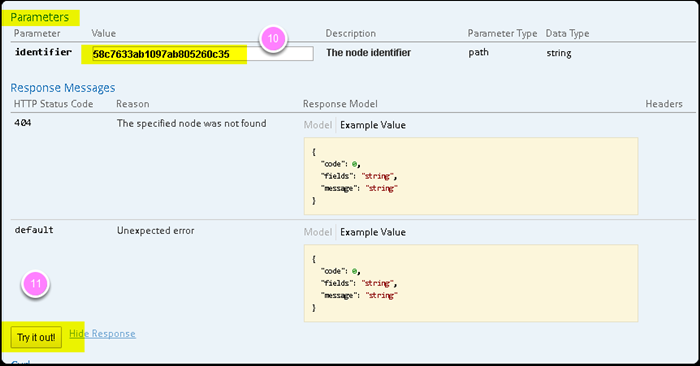 Parameters
Parameter Value Description Parameter Type Data Type
identifier 58c7633ab1097ab805260c35 The node identifier path string
10
Response Messages
HTTP Status Code Reason Response Model Headers
404 The specified node was not found Model Example Value
{
"code": 0,
"fields": "string",
"message": "string"
}
default Unexpected error Model Example Value
{
"code": 0,
"fields": "string",
"message": "string"
}
11
Try it out! Hide Response